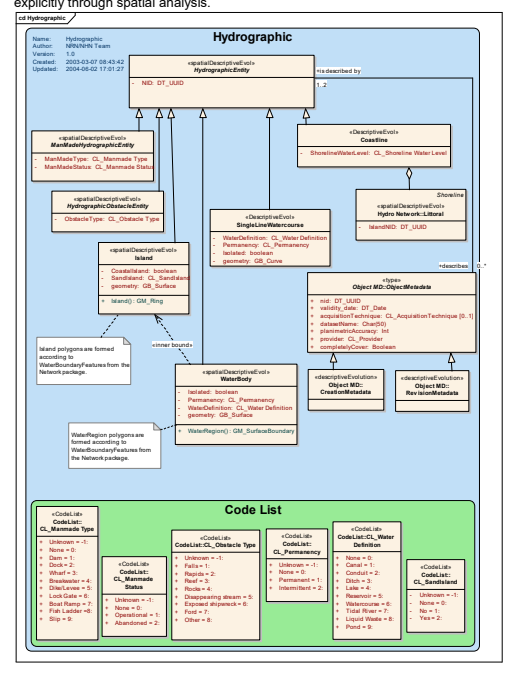 explicitly through spatial analysis.
cd Hydrographic
Name: Hydrographic
Author: NRN/NHN Team
Version: 1.0
Created: 2003-03-07 08:43:42
Updated: 2004-06-02 17:01:27
Hydrographic
«spatialDescriptiveEvol»
HydrographicEntity
- NID: DT_UUID
+is described by
1..2
«spatialDescriptiveEvol»
ManMadeHydrographicEntity
- ManMadeType: CL_Manmade Type
- ManMadeStatus: CL_Manmade Status
«Descriptive»
Coastline
- ShorelineWaterLevel: CL_Shoreline Water Level
«spatialDescriptiveEvol»
HydrographicObstacleEntity
- ObstacleType: CL_Obstacle Type
Shoreline
«spatialDescriptiveEvol»
Hydro Network::Littoral
- IslandNID: DT_UUID
«spatialDescriptiveEvol»
SingleLineWatercourse
- WaterDefinition: CL_Water Definition
- Permanency: CL_Permanency
- Isolated: boolean
- geometry: GB_Curve
«spatialDescriptiveEvol»
Island
- CoastalIsland: boolean
- SandIsland: CL_SandIsland
- geometry: GB_Surface
+ Island() : GM_Ring
+describes
0..*
«type»
Object MD::ObjectMetadata
+ nid: DT_UUID
+ validity_date: DT_Date
+ acquisitionTechnique: CL_AcquisitionTechnique [0..1]
+ datasetName: Char(50)
+ planimetricAccuracy: Int
+ provider: CL_Provider
+ completelyCover: Boolean
Island polygons are
formed according
to
WaterBoundaryFeatures from the
Network package.
«inner bound»
«spatialDescriptiveEvol»
WaterBody
- Isolated: boolean
- Permanency: CL_Permanency
- WaterDefinition: CL_Water Definition
- geometry: GB_Surface
+ WaterRegion() : GM_SurfaceBoundary
«descriptiveEvolution»
Object MD::
CreationMetadata
«descriptiveEvolution»
Object MD::
RevisionMetadata
WaterRegion polygons are
formed according to
WaterBoundaryFeatures from
the Network package.
Code List
«CodeList»
CodeList::
CL_Manmade Type
+ Unknown = -1:
+ None = 0:
+ Dam = 1:
+ Dock = 2:
+ Wharf = 3:
+ Breakwater = 4:
+ Dike/Levee = 5:
+ Lock Gate = 6:
+ Boat Ramp = 7:
+ Fish Ladder =8:
+ Slip = 9:
«CodeList»
CodeList::
CL_Manmade
Status
+ Unknown = -1:
+ None = 0:
+ Operational = 1:
+ Abandoned = 2:
«CodeList»
CodeList::CL_Obstacle Type
+ Unknown = -1:
+ Falls = 1:
+ Rapids = 2:
+ Reef = 3:
+ Rocks = 4:
+ Disappearing stream = 5:
+ Exposed shipwreck = 6:
+ Ford = 7:
+ Other = 8:
«CodeList»
CodeList::
CL_Permanency
+ Unknown = -1:
+ None = 0:
+ Permanent = 1:
+ Intermittent = 2:
«CodeList»
CodeList::CL_Water
Definition
+ None = 0:
+ Canal = 1:
+ Conduit = 2:
+ Ditch = 3:
+ Lake = 4:
+ Reservoir = 5:
+ Watercourse = 6:
+ Tidal River = 7:
+ Liquid Waste = 8:
+ Pond = 9:
«CodeList»
CodeList::
CL_SandIsland
- Unknown = -1:
- None = 0:
- No = 1:
- Yes = 2: